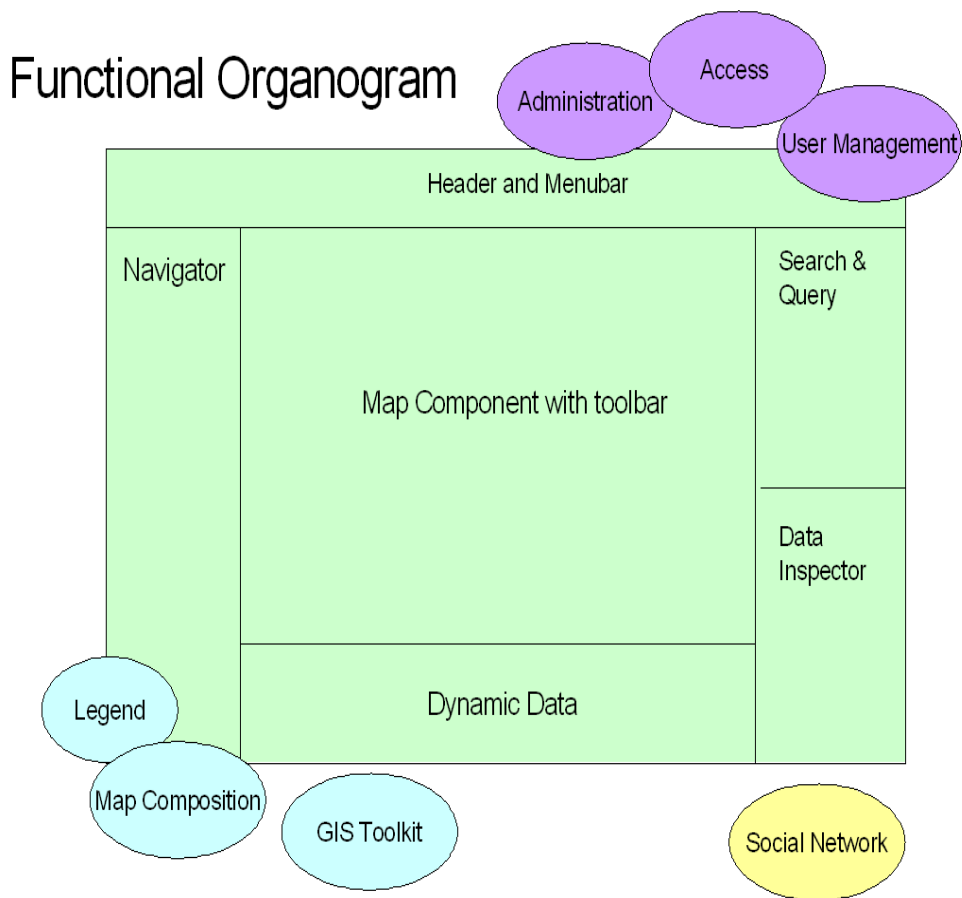 Functional Organogram
Administration
Access
User Management
Header and Menubar
Navigator
Search &
Query
Map Component with toolbar
Data
Inspector
Legend
Dynamic Data
Map Composition
GIS Toolkit
Social Network